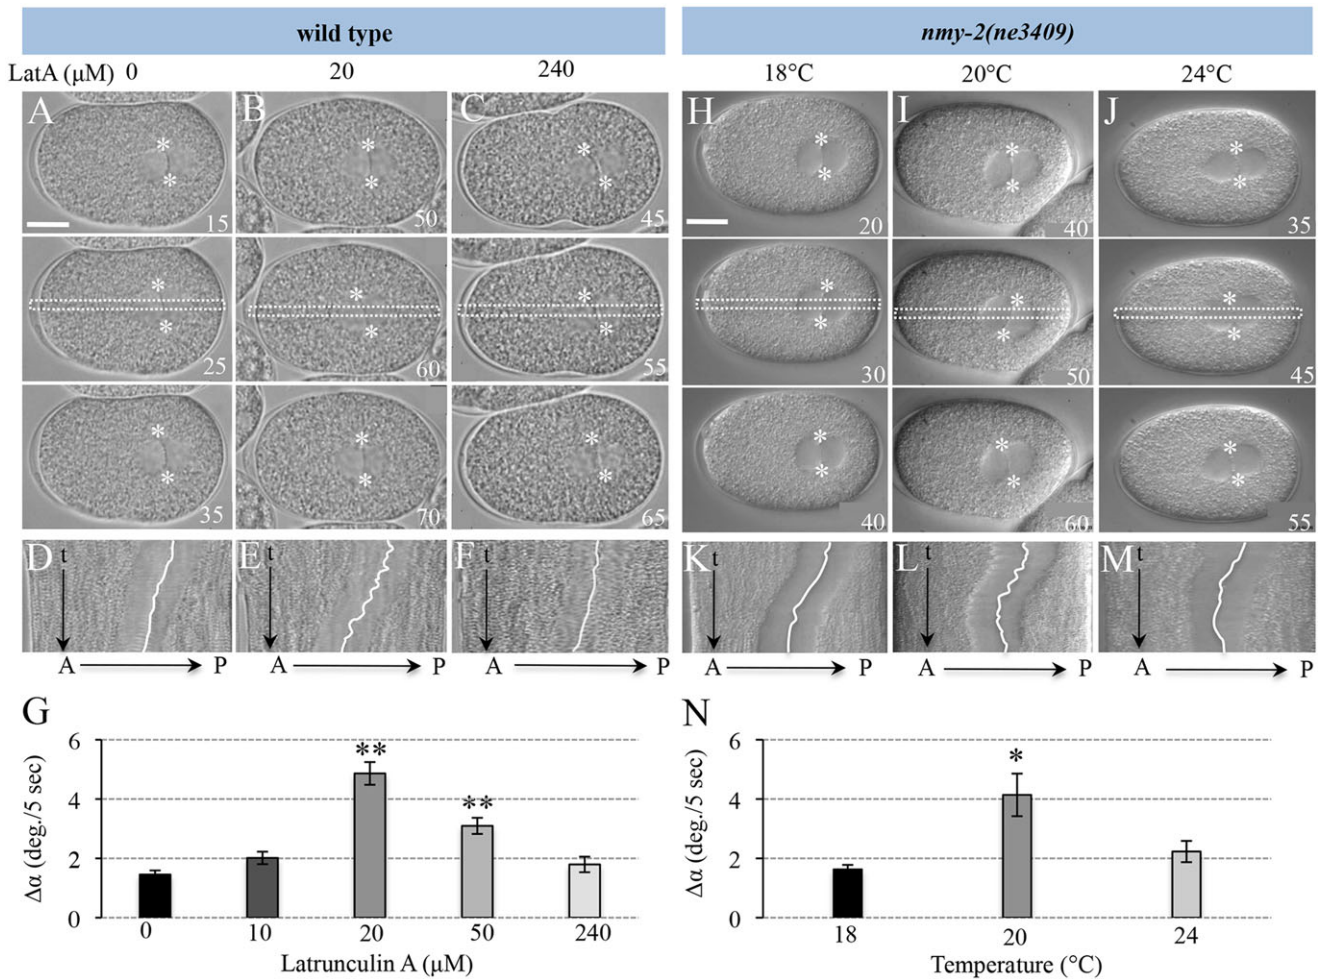 wild type
nmy-2(ne3409)
LatA (μM) 0 20 240
18°C 20°C 24°C
A B C H I J
15 50 45 20 40 35
25 60 55 30 50 45
35 70 65 40 60 55
D t E t F t K t L t M t
A P A P A P A P A P A P
G
6
4
2
0
Δα (deg./5 sec)
** **
0 10 20 50 240
Latrunculin A (μM)
N
6
4
2
0
Δα (deg./5 sec)
*
18 20 24
Temperature (°C)